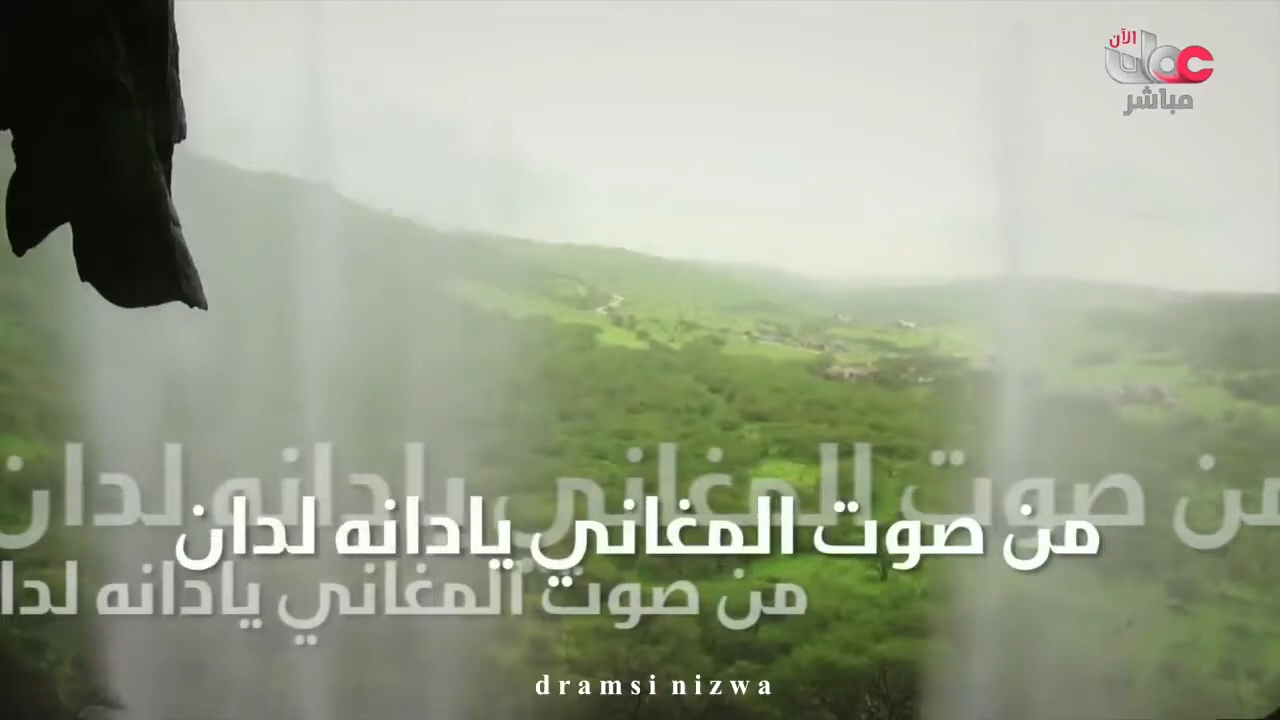 الآن
عمان
مباشر
من صوت المغاني يادانه لدان
من صوت المغاني يادانه لدان
من صوت المغاني يادانه لدا
dramsi nizwa